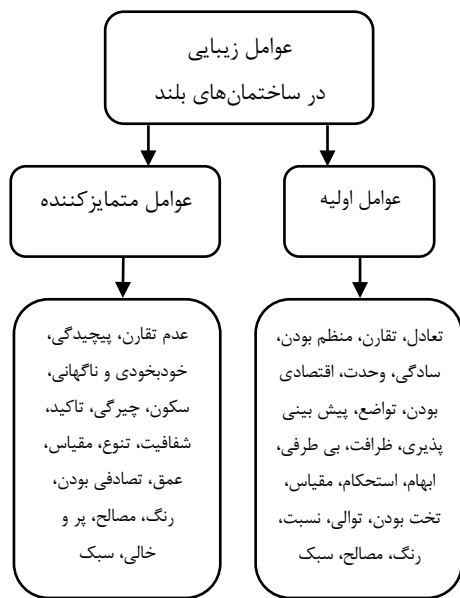 عوامل زیبایی
در ساختمان‌های بلند
عوامل اولیه
عوامل متمایزکننده
تعادل، تقارن، منظم بودن،
سادگی، وحدت، اقتصادی
بودن، تواضع، پیش بینی
پذیری، ظرافت، بی طرفی،
ابهام، استحکام، مقیاس،
تخت بودن، توالی، نسبت،
رنگ، مصالح، سبک
عدم تقارن، پیچیدگی،
خودبخودی و ناگهانی،
سکون، چیرگی، تاکید،
شفافیت، تنوع، مقیاس،
عمق، تصادفی بودن،
رنگ، مصالح، پر و
خالی، سبک